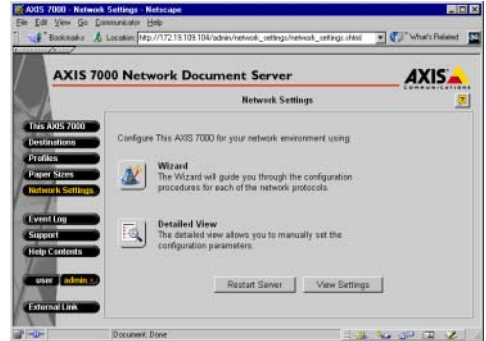 AXIS 7000 - Network Settings - Netscape
File Edit View Go Communicator Help
Bookmarks Location: http://172.19.109.104/admin/network_settings/network_settings.shtml What's Related
AXIS 7000 Network Document Server
AXIS
COMMUNICATIONS
Network Settings
?
This AXIS 7000
Destinations
Profiles
Paper Sizes
Network Settings
Event Log
Support
Help Contents
user admin
External Link
Configure This AXIS 7000 for your network environment using:
Wizard
The Wizard will guide you through the configuration
procedures for each of the network protocols.
Detailed View
The detailed view allows you to manually set the
configuration parameters.
Restart Server View Settings
Document: Done